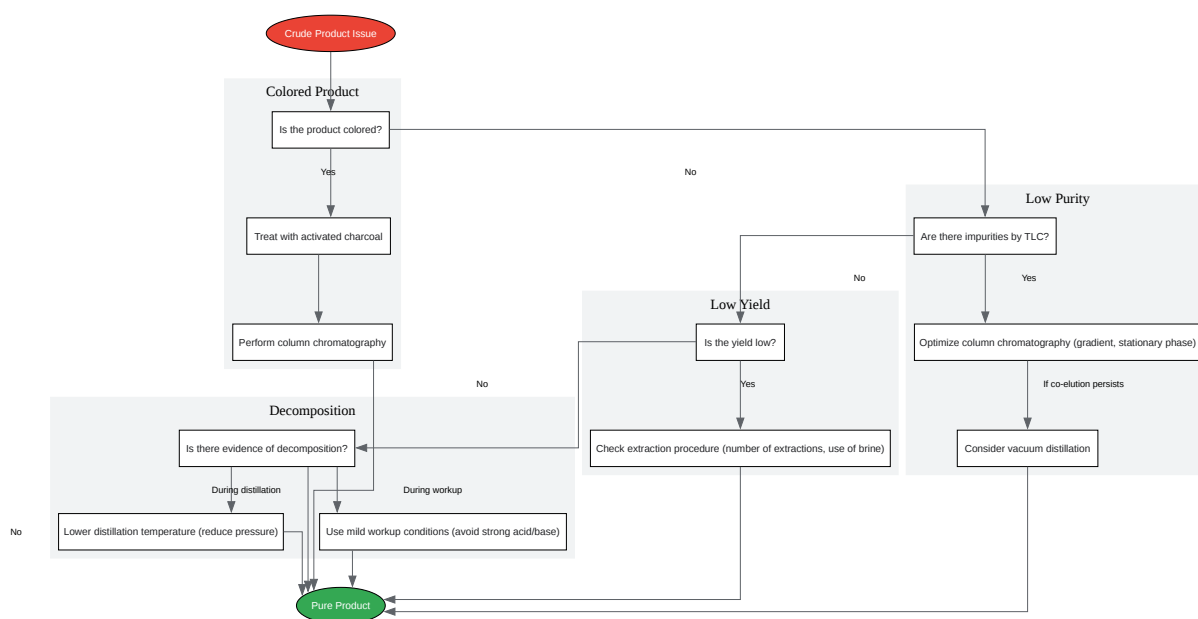 Crude Product Issue
Colored Product
Is the product colored?
Yes
No
Low Purity
Treat with activated charcoal
Are there impurities by TLC?
No
Yes
Low Yield
Perform column chromatography
Is the yield low?
Optimize column chromatography (gradient, stationary phase)
No
Yes
If co-elution persists
Decomposition
Is there evidence of decomposition?
Check extraction procedure (number of extractions, use of brine)
Consider vacuum distillation
During distillation
During workup
No
Lower distillation temperature (reduce pressure)
Use mild workup conditions (avoid strong acid/base)
Pure Product